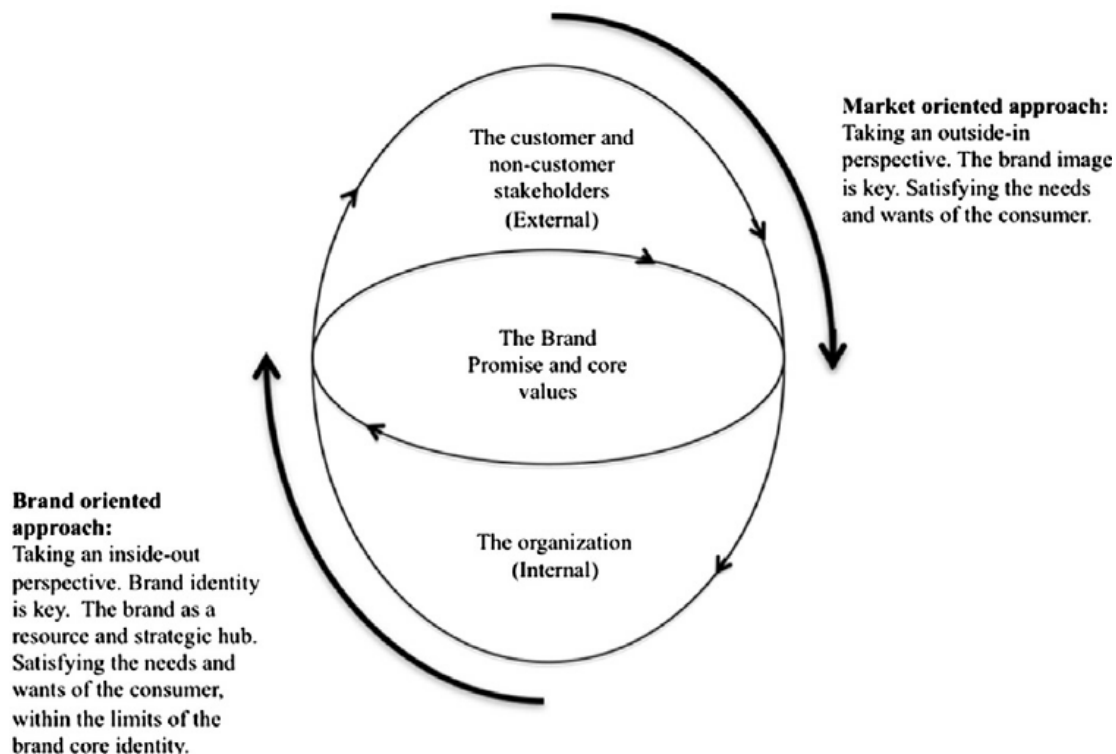 Market oriented approach:
Taking an outside-in
perspective. The brand image
is key. Satisfying the needs
and wants of the consumer.
The customer and
non-customer
stakeholders
(External)
The Brand
Promise and core
values
The organization
(Internal)
Brand oriented
approach:
Taking an inside-out
perspective. Brand identity
is key.  The brand as a
resource and strategic hub.
Satisfying the needs and
wants of the consumer,
within the limits of the
brand core identity.